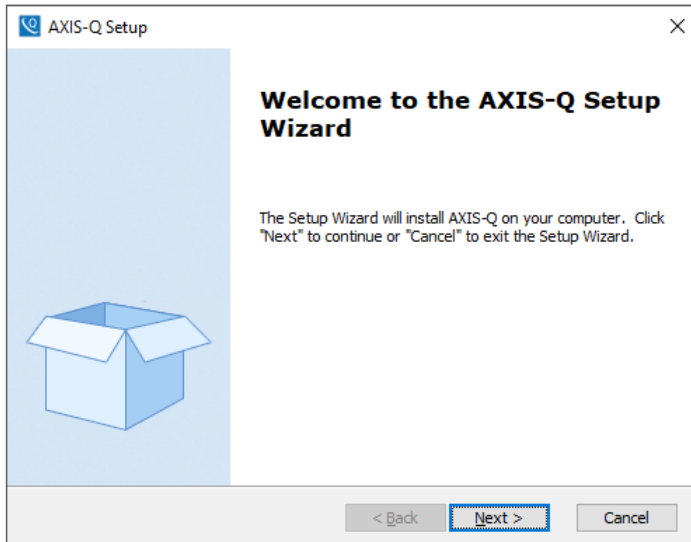 AXIS-Q Setup
Welcome to the AXIS-Q Setup
Wizard
The Setup Wizard will install AXIS-Q on your computer.  Click
"Next" to continue or "Cancel" to exit the Setup Wizard.
< Back
Next >
Cancel